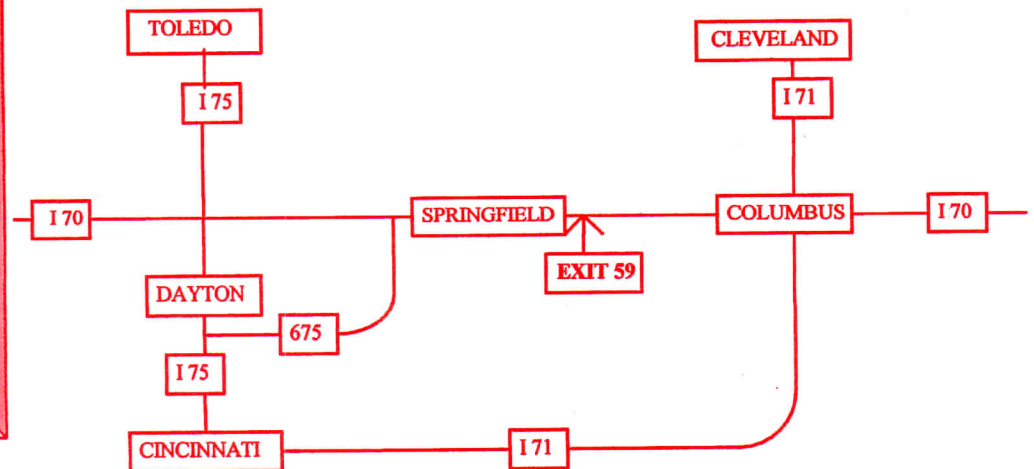 TOLEDO
CLEVELAND
I 75
I 71
I 70
SPRINGFIELD
COLUMBUS
I 70
EXIT 59
DAYTON
675
I 75
CINCINNATI
I 71